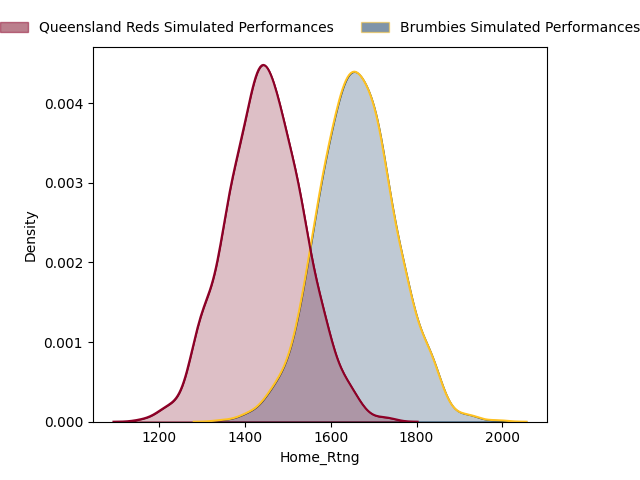 Queensland Reds Simulated Performances
Brumbies Simulated Performances
Density
0.004
0.003
0.002
0.001
0.000
1200
1400
1600
1800
2000
Home_Rtng